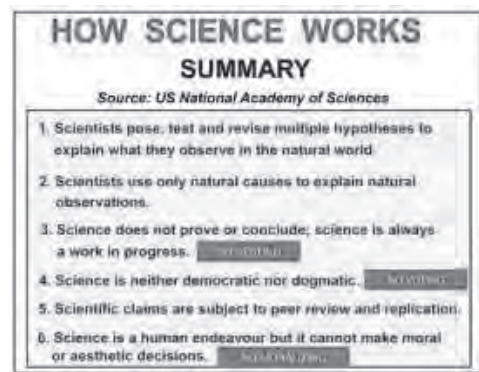 HOW SCIENCE WORKS
SUMMARY
Source: US National Academy of Sciences
1. Scientists pose, test and revise multiple hypotheses to
explain what they observe in the natural world
2. Scientists use only natural causes to explain natural
observations.
3. Science does not prove or conclude; science is always
a work in progress.
4. Science is neither democratic nor dogmatic.
5. Scientific claims are subject to peer review and replication.
6. Science is a human endeavour but it cannot make moral
or aesthetic decisions.